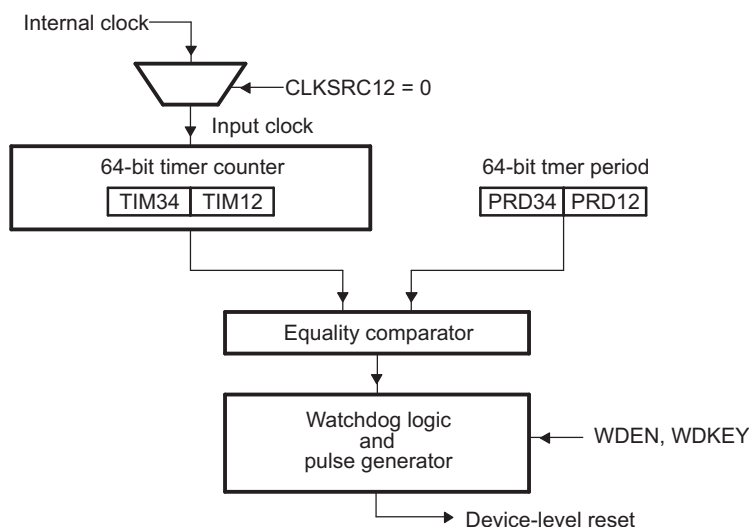 Internal clock
CLKSRC12 = 0
Input clock
64-bit timer counter
TIM34 TIM12
64-bit tmer period
PRD34 PRD12
Equality comparator
Watchdog logic
and
pulse generator
WDEN, WDKEY
Device-level reset